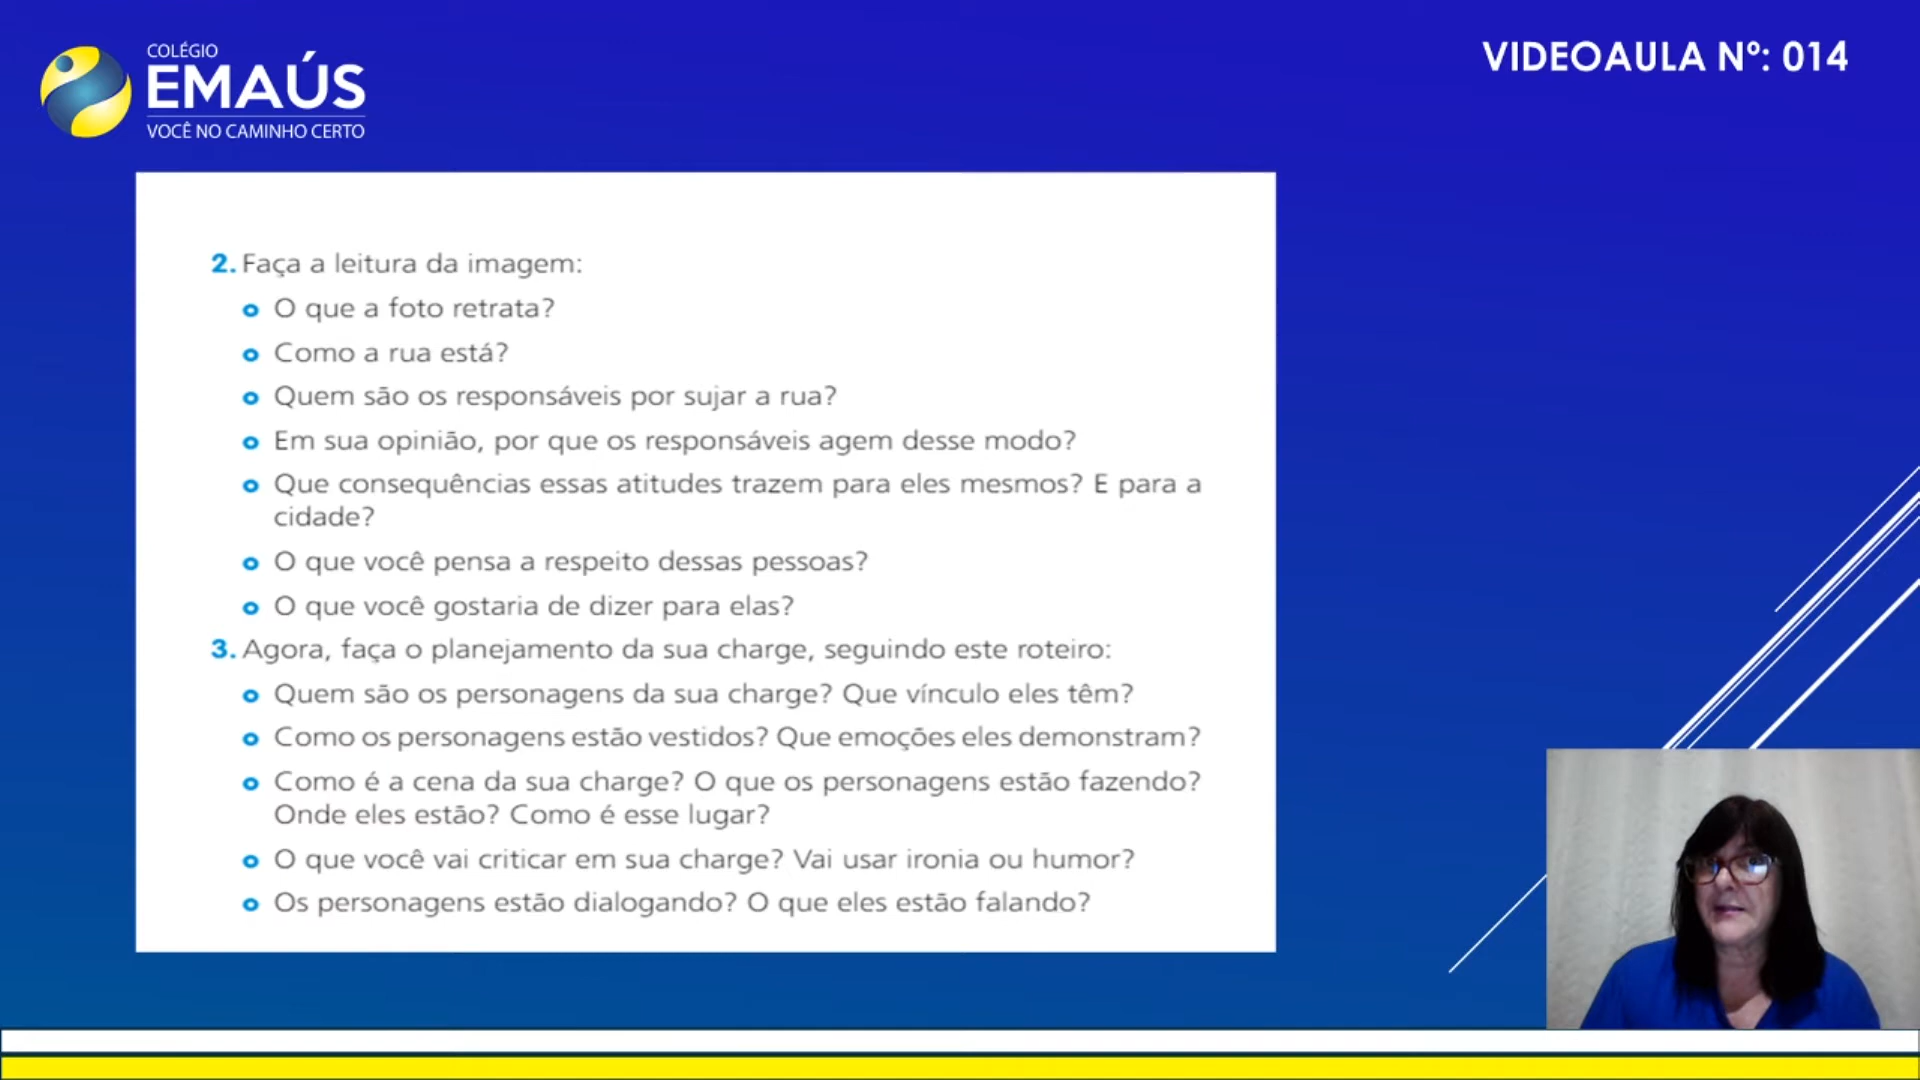 COLÉGIO
EMAÚS
VOCÊ NO CAMINHO CERTO
VIDEOAULA Nº: 014
2. Faça a leitura da imagem:
o O que a foto retrata?
o Como a rua está?
o Quem são os responsáveis por sujar a rua?
o Em sua opinião, por que os responsáveis agem desse modo?
o Que consequências essas atitudes trazem para eles mesmos? E para a
cidade?
o O que você pensa a respeito dessas pessoas?
o O que você gostaria de dizer para elas?
3. Agora, faça o planejamento da sua charge, seguindo este roteiro:
o Quem são os personagens da sua charge? Que vínculo eles têm?
o Como os personagens estão vestidos? Que emoções eles demonstram?
o Como é a cena da sua charge? O que os personagens estão fazendo?
Onde eles estão? Como é esse lugar?
o O que você vai criticar em sua charge? Vai usar ironia ou humor?
o Os personagens estão dialogando? O que eles estão falando?